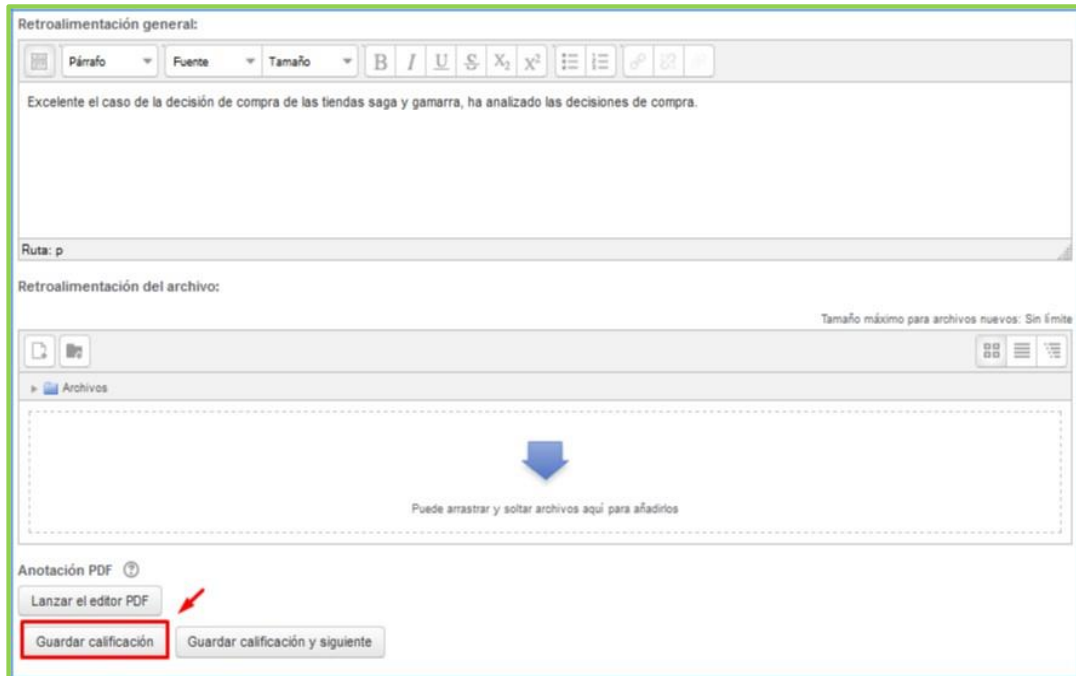 Retroalimentación general:
Párrafo Fuente Tamaño B I U S X₂ X²
Excelente el caso de la decisión de compra de las tiendas saga y gamarra, ha analizado las decisiones de compra.
Ruta: p
Retroalimentación del archivo:
Tamaño máximo para archivos nuevos: Sin límite
Archivos
Puede arrastrar y soltar archivos aquí para añadirlos
Anotación PDF ?
Lanzar el editor PDF
Guardar calificación Guardar calificación y siguiente